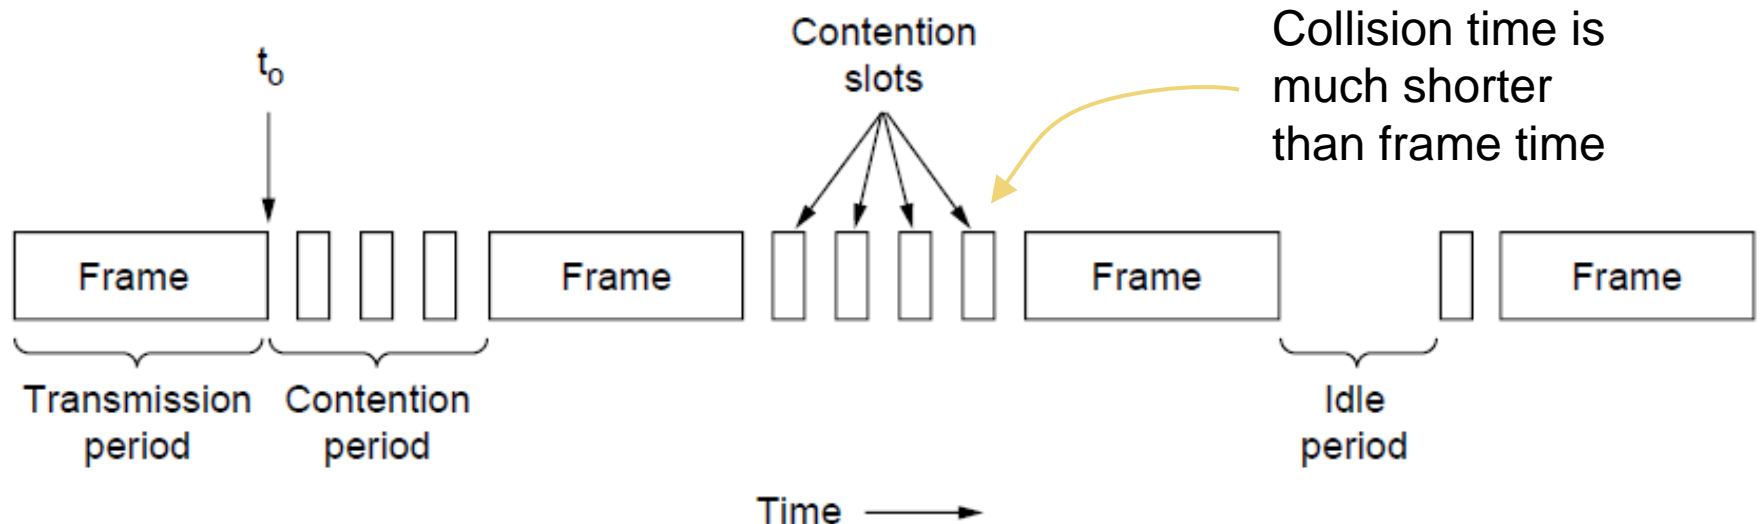 t₀
Contention
slots
Collision time is
much shorter
than frame time
Frame
Frame
Frame
Frame
Transmission
period
Contention
period
Idle
period
Time